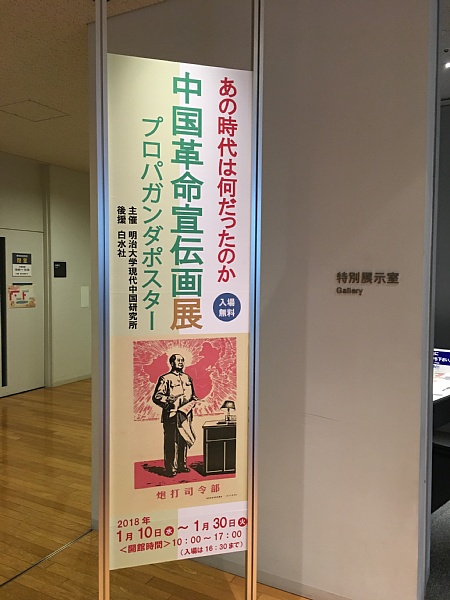 あの時代は何だったのか
中国革命宣伝画展
プロパガンダポスター
主催 明治大学現代中国研究所
後援 白水社
入場
無料
炮打司令部
2018年
1月10日水～1月30日火
<開館時間>10：00～17：00
（入場は16：30まで）
特別展示室
Gallery